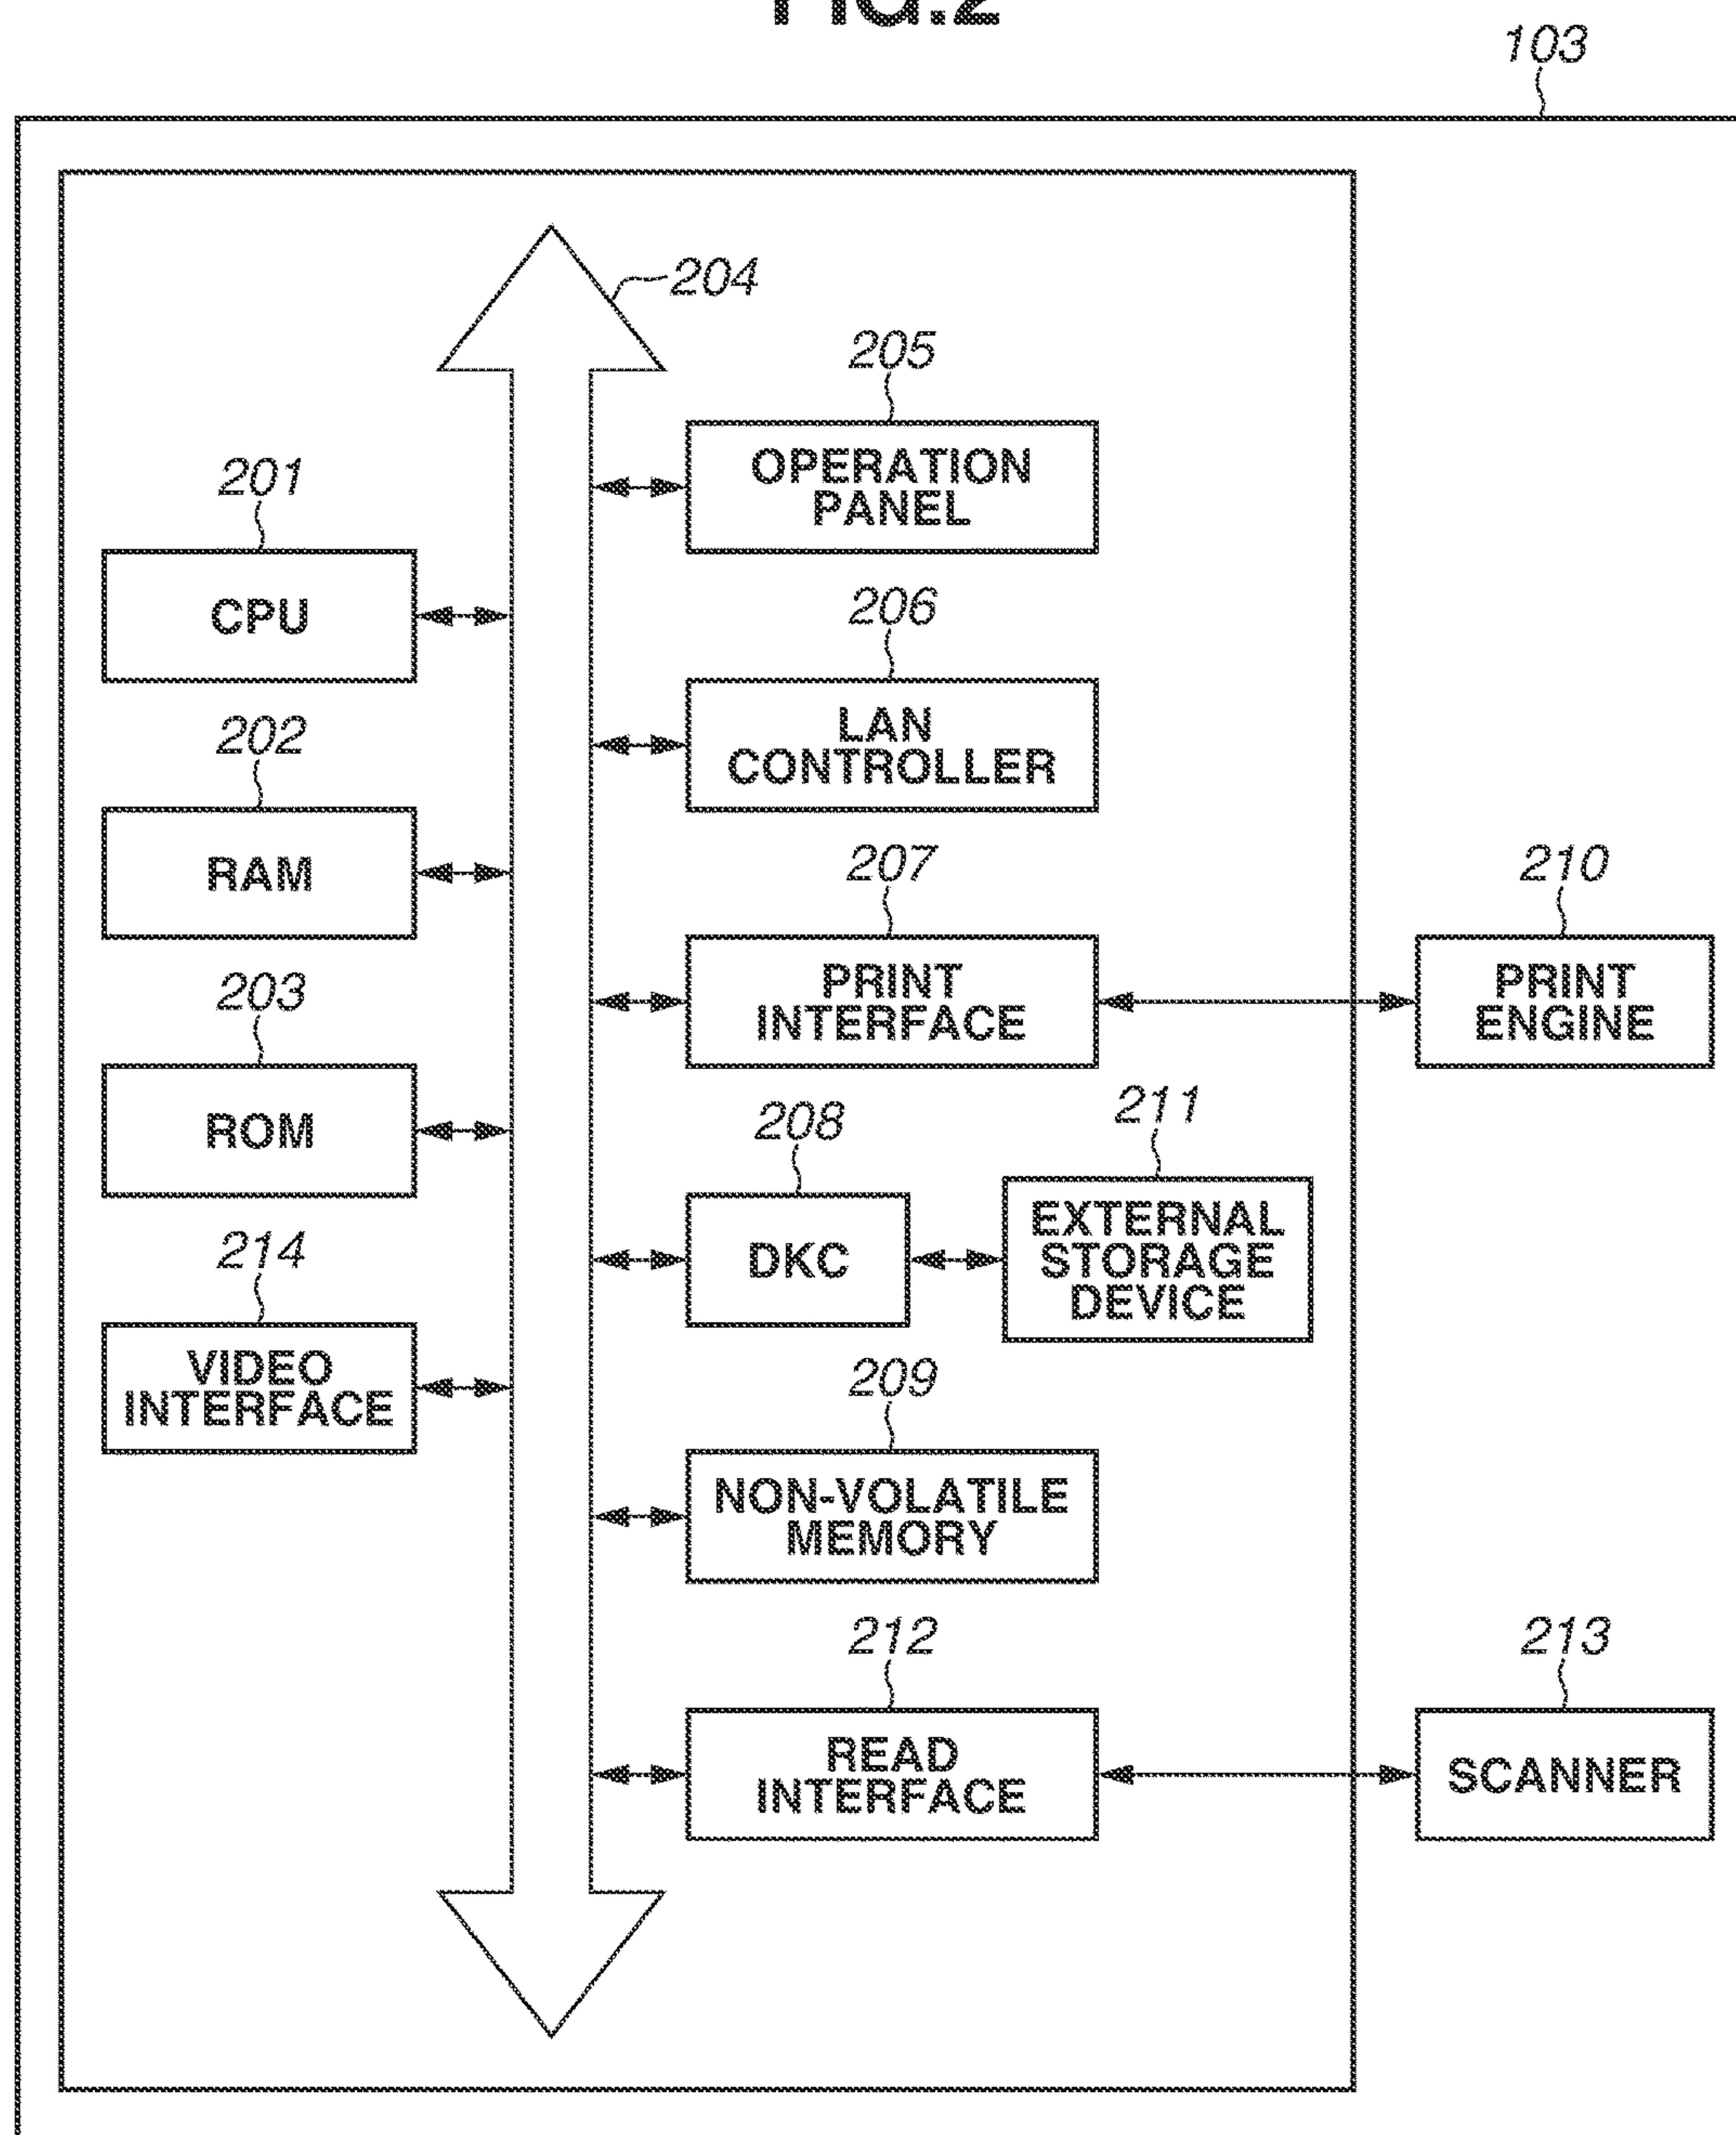 FIG.2
103
204
205
OPERATION
PANEL
201
CPU
206
LAN
CONTROLLER
202
RAM
207
PRINT
INTERFACE
210
PRINT
ENGINE
203
ROM
208
DKC
211
EXTERNAL
STORAGE
DEVICE
214
VIDEO
INTERFACE
209
NON-VOLATILE
MEMORY
212
READ
INTERFACE
213
SCANNER